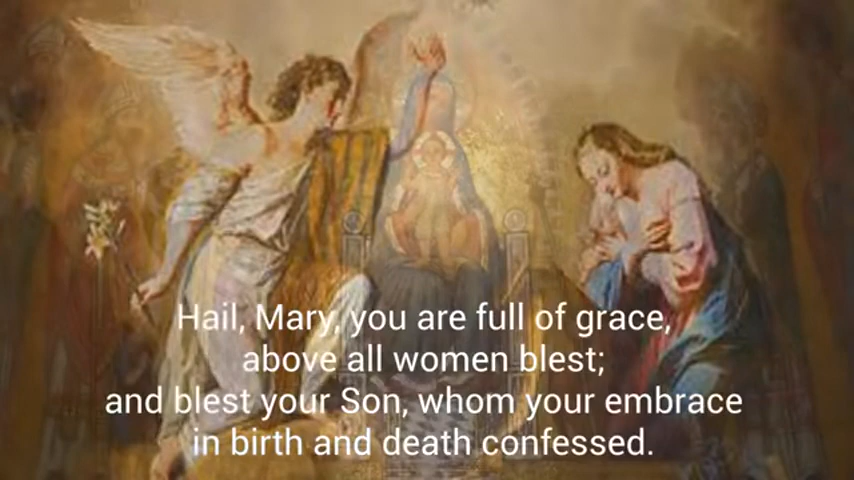 Hail, Mary, you are full of grace,
above all women blest;
and blest your Son, whom your embrace
in birth and death confessed.